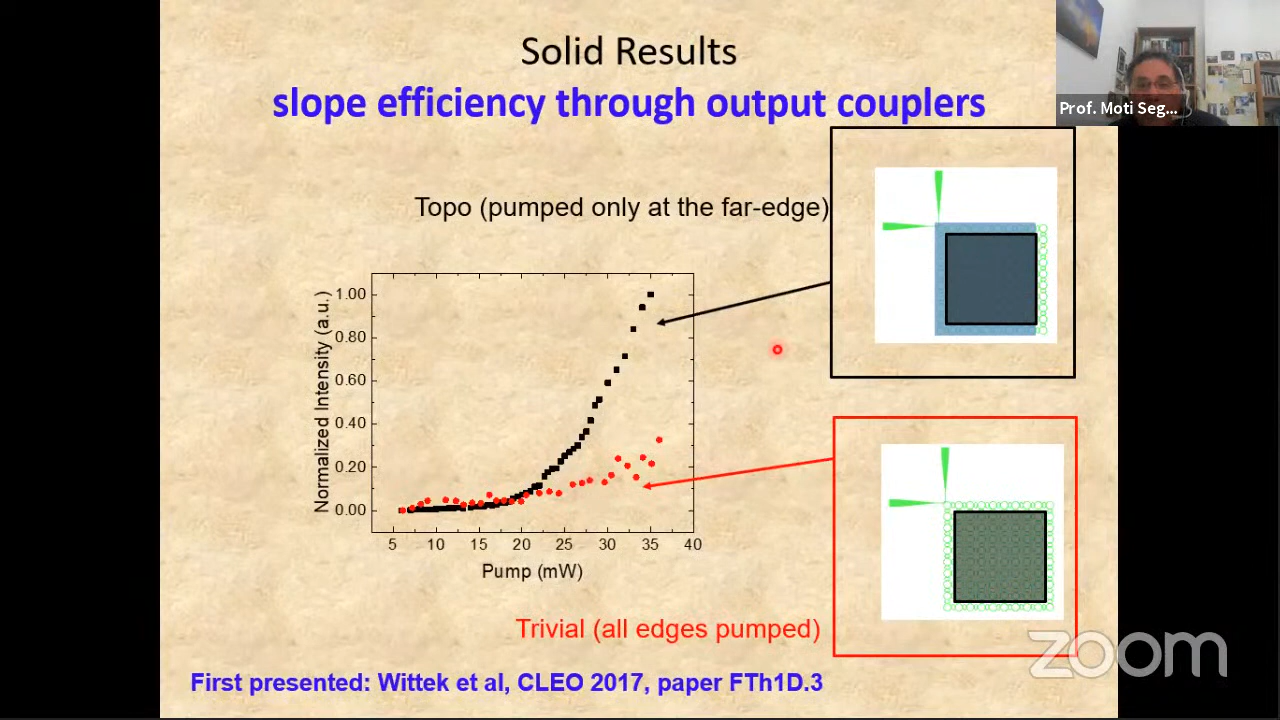 Solid Results
slope efficiency through output couplers
Prof. Moti Seg...
Topo (pumped only at the far-edge)
Normalized Intensity (a.u.)
1.00
0.80
0.60
0.40
0.20
0.00
5 10 15 20 25 30 35 40
Pump (mW)
Trivial (all edges pumped)
zoom
First presented: Wittek et al, CLEO 2017, paper FTh1D.3